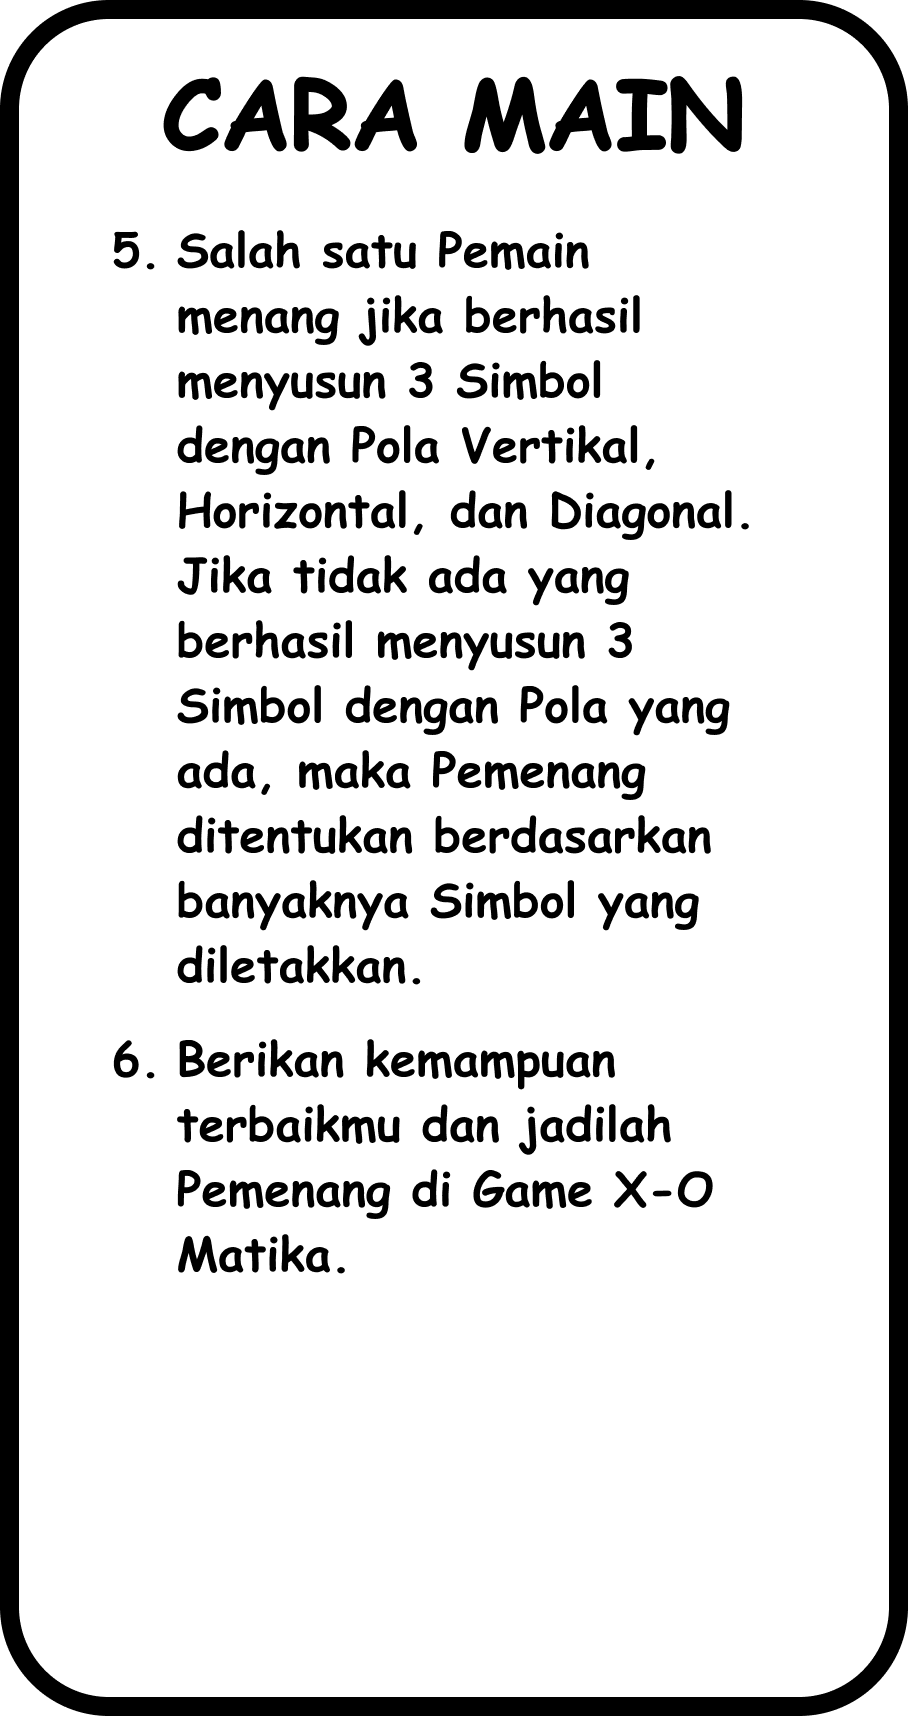 CARA MAIN
5. Salah satu Pemain
menang jika berhasil
menyusun 3 Simbol
dengan Pola Vertikal,
Horizontal, dan Diagonal.
Jika tidak ada yang
berhasil menyusun 3
Simbol dengan Pola yang
ada, maka Pemenang
ditentukan berdasarkan
banyaknya Simbol yang
diletakkan.
6. Berikan kemampuan
terbaikmu dan jadilah
Pemenang di Game X-O
Matika.